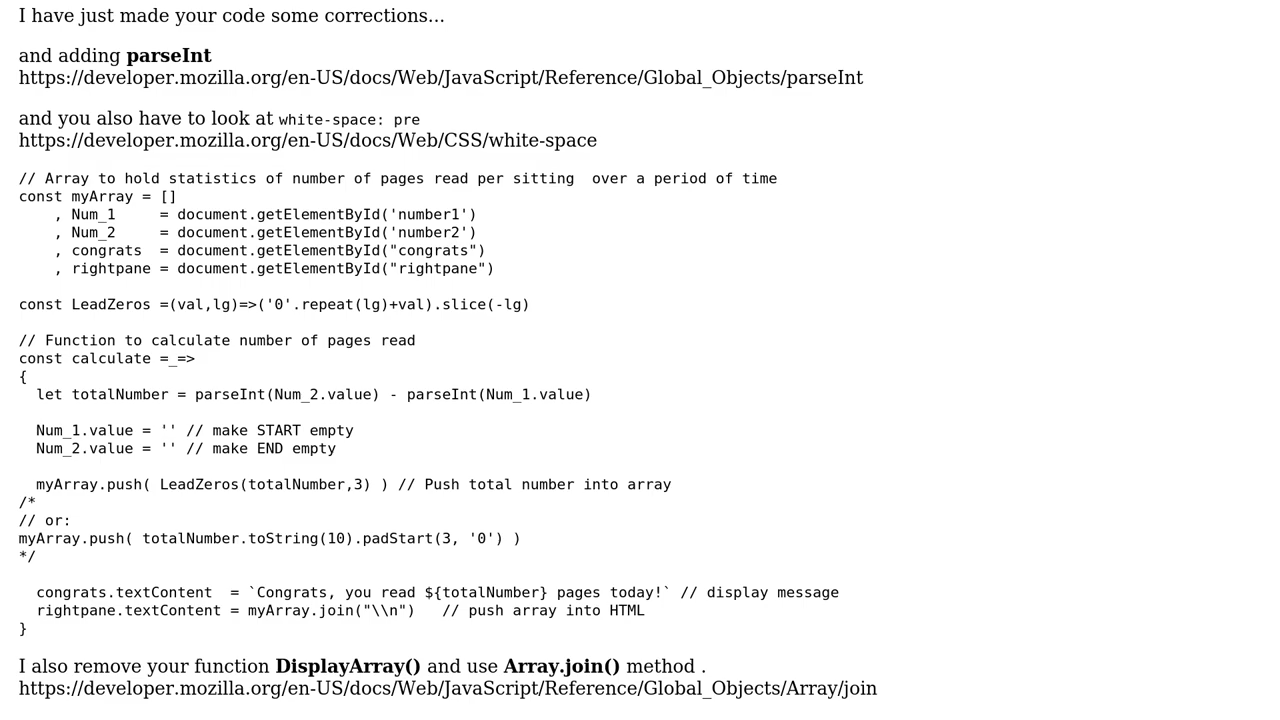 I have just made your code some corrections...
and adding parseInt
https://developer.mozilla.org/en-US/docs/Web/JavaScript/Reference/Global_Objects/parseInt
and you also have to look at white-space: pre
https://developer.mozilla.org/en-US/docs/Web/CSS/white-space
// Array to hold statistics of number of pages read per sitting  over a period of time
const myArray = []
    , Num_1     = document.getElementById('number1')
    , Num_2     = document.getElementById('number2')
    , congrats  = document.getElementById("congrats")
    , rightpane = document.getElementById("rightpane")
const LeadZeros =(val,lg)=>('0'.repeat(lg)+val).slice(-lg)
// Function to calculate number of pages read
const calculate =_=>
{
  let totalNumber = parseInt(Num_2.value) - parseInt(Num_1.value)
  Num_1.value = '' // make START empty
  Num_2.value = '' // make END empty
  myArray.push( LeadZeros(totalNumber,3) ) // Push total number into array
/*
// or:
myArray.push( totalNumber.toString(10).padStart(3, '0') )
*/
  congrats.textContent  = `Congrats, you read ${totalNumber} pages today!` // display message
  rightpane.textContent = myArray.join("\\n")   // push array into HTML
}
I also remove your function DisplayArray() and use Array.join() method .
https://developer.mozilla.org/en-US/docs/Web/JavaScript/Reference/Global_Objects/Array/join